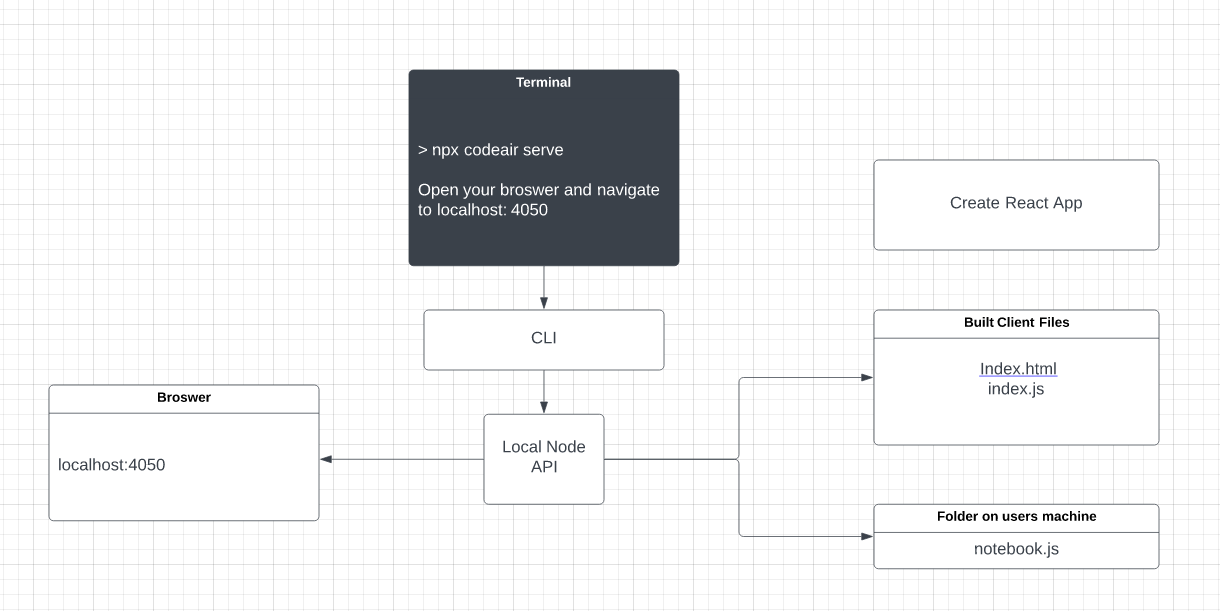 Terminal
> npx codeair serve
Open your broswer and navigate
to localhost: 4050
Create React App
CLI
Built Client Files
Index.html
index.js
Broswer
localhost:4050
Local Node
API
Folder on users machine
notebook.js